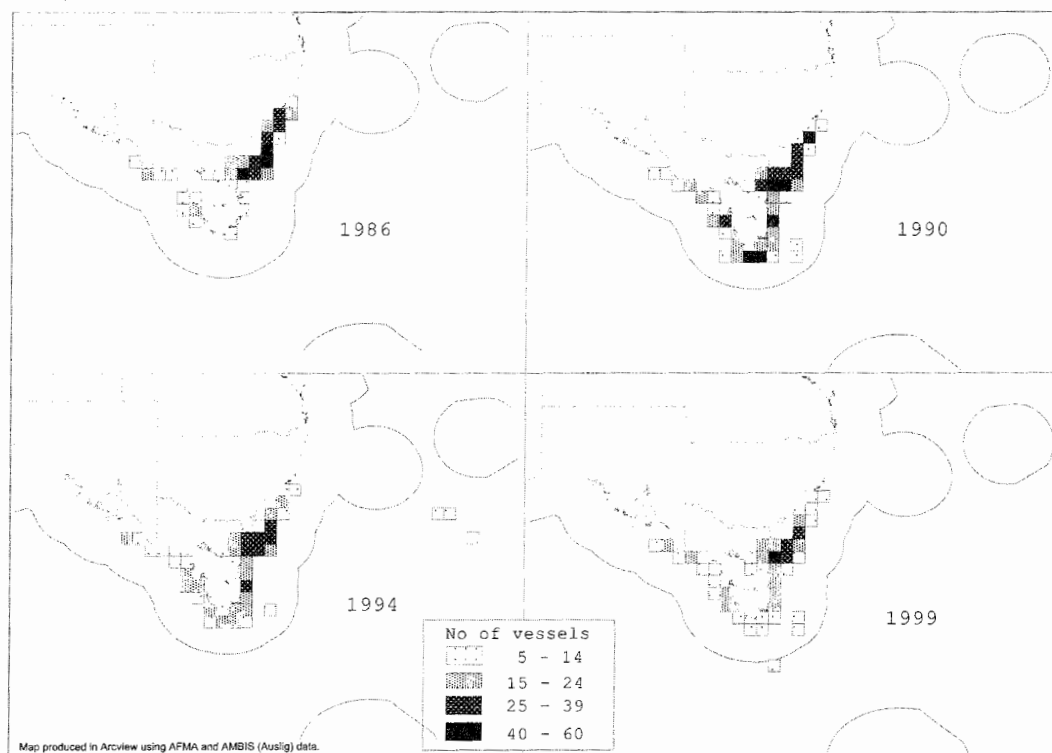 1986
1990
1994
1999
No of vessels
5 - 14
15 - 24
25 - 39
40 - 60
Map produced in Arcview using AFMA and AMBIS (Auslig) data.